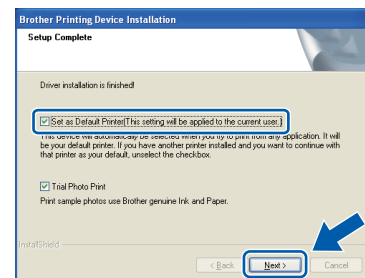 Brother Printing Device Installation
Setup Complete
Driver installation is finished!
Set as Default Printer(This setting will be applied to the current user.)
This device will automatically be selected when you try to print from any application. It will
be your default printer. If you have another printer installed and you want to continue with
that printer as your default, unselect the checkbox.
Trial Photo Print
Print sample photos use Brother genuine Ink and Paper.
InstallShield
< Back Next > Cancel